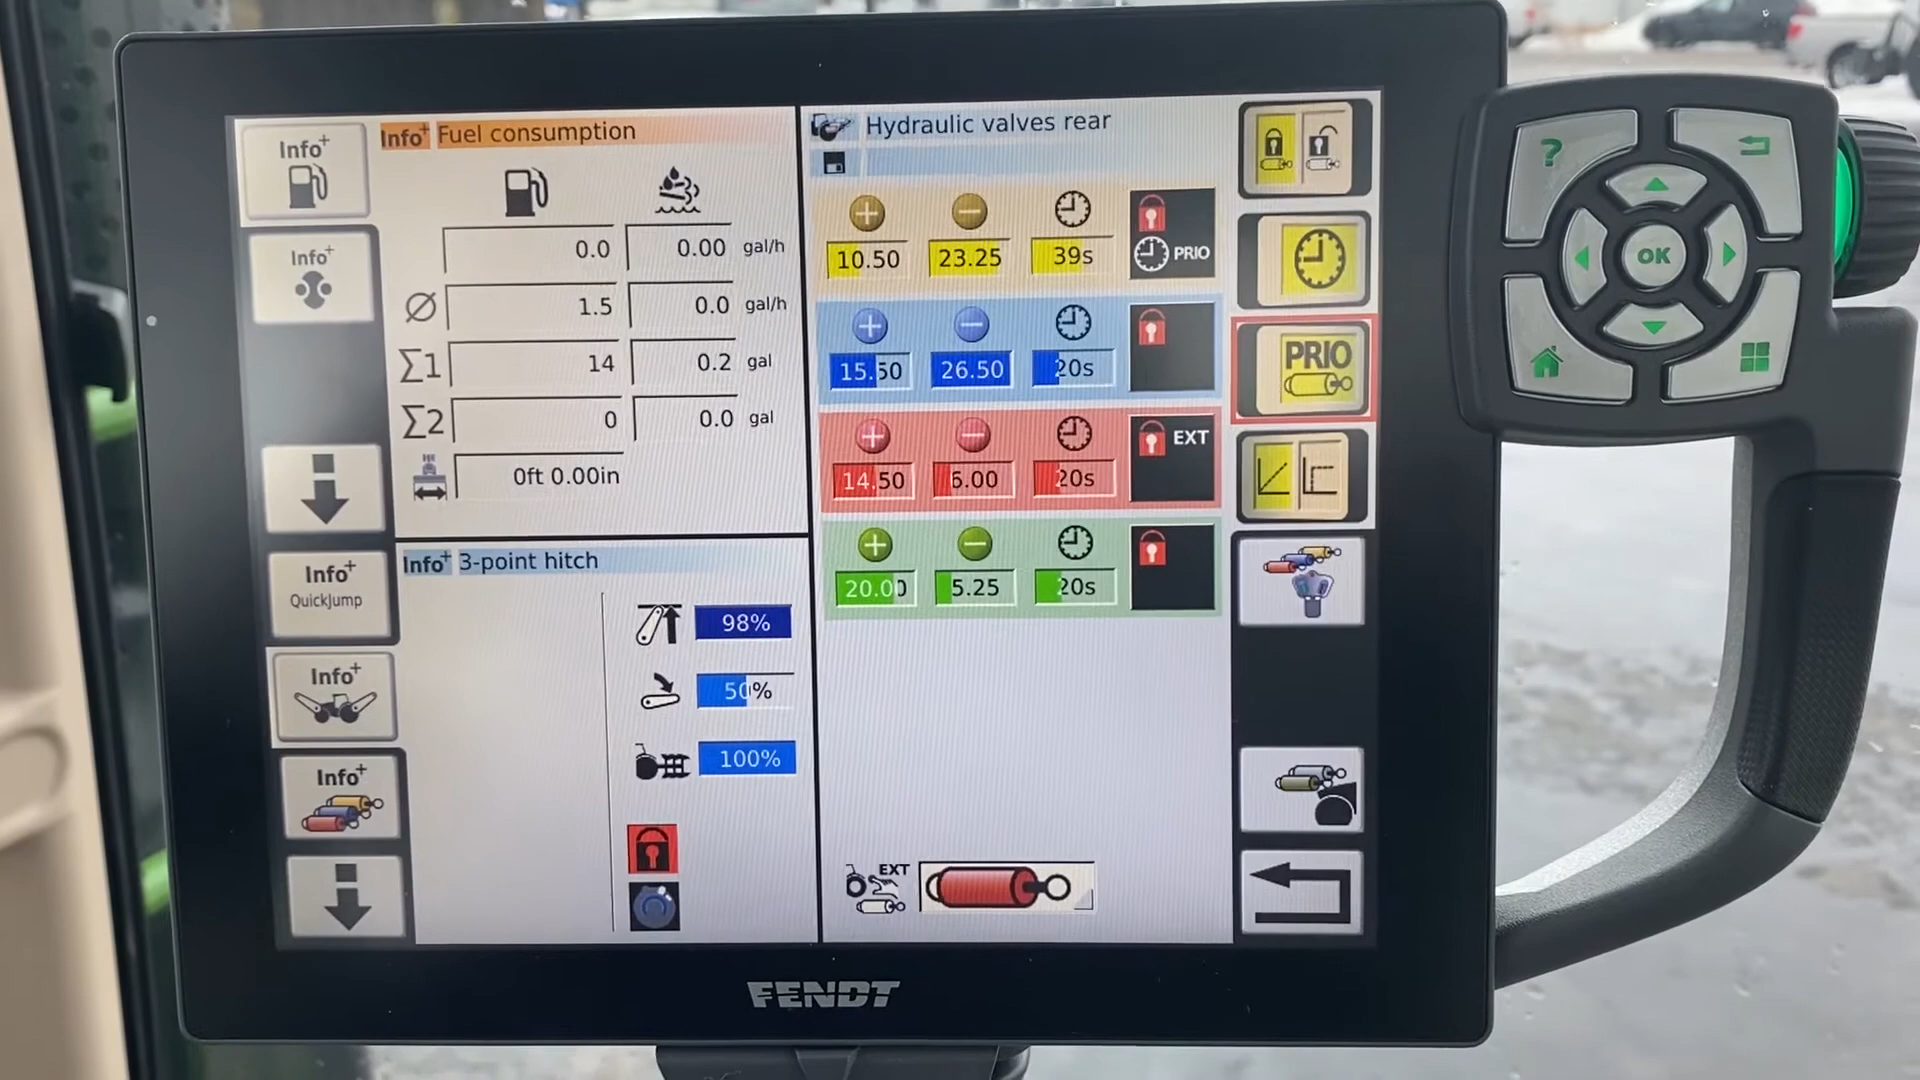 Info+
Info+
Info+
QuickJump
Info+
Info+
Info+ Fuel consumption
0.0 0.00 gal/h
Ø 1.5 0.0 gal/h
Σ1 14 0.2 gal
Σ2 0 0.0 gal
0ft 0.00in
Info+ 3-point hitch
98%
50%
100%
Hydraulic valves rear
10.50 23.25 39s PRIO
15.50 26.50 20s
14.50 6.00 20s EXT
20.00 5.25 20s
EXT
PRIO
?
OK
FENDT